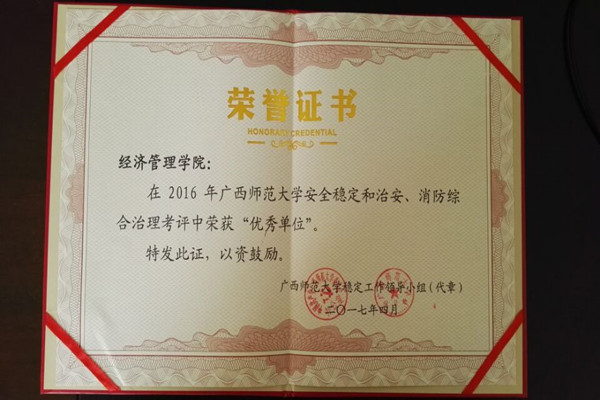 荣誉证书
HONORARY CREDENTIAL
经济管理学院:
在 2016 年广西师范大学安全稳定和治安、消防综
合治理考评中荣获“优秀单位”。
特发此证,以资鼓励。
广西师范大学稳定工作领导小组(代章)
二〇一七年四月